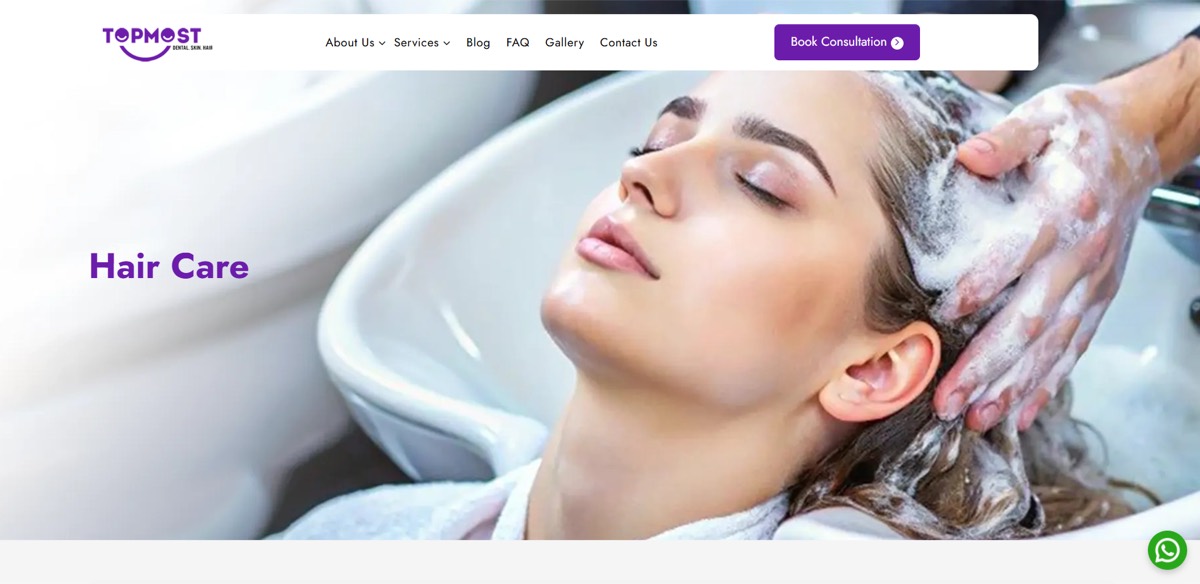 TOPMOST
DENTAL. SKIN. HAIR
About Us
Services
Blog
FAQ
Gallery
Contact Us
Book Consultation
Hair Care